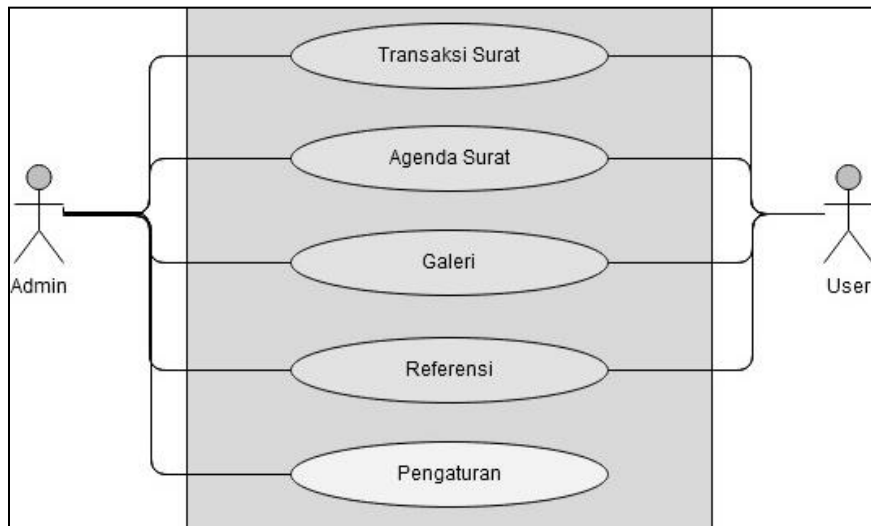 Transaksi Surat
Agenda Surat
Galeri
Admin
User
Referensi
Pengaturan